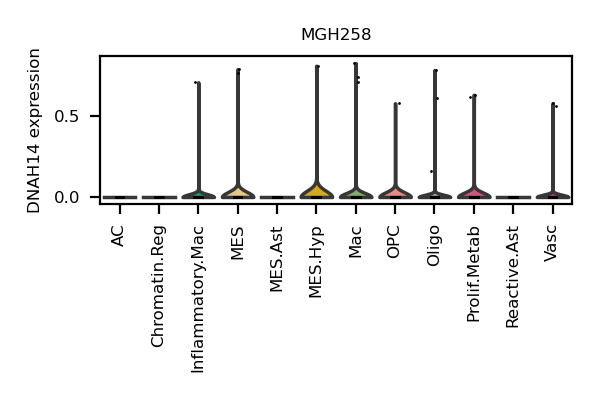 MGH258
DNAH14 expression
0.5
0.0
AC
Chromatin.Reg
Inflammatory.Mac
MES
MES.Ast
MES.Hyp
Mac
OPC
Oligo
Prolif.Metab
Reactive.Ast
Vasc